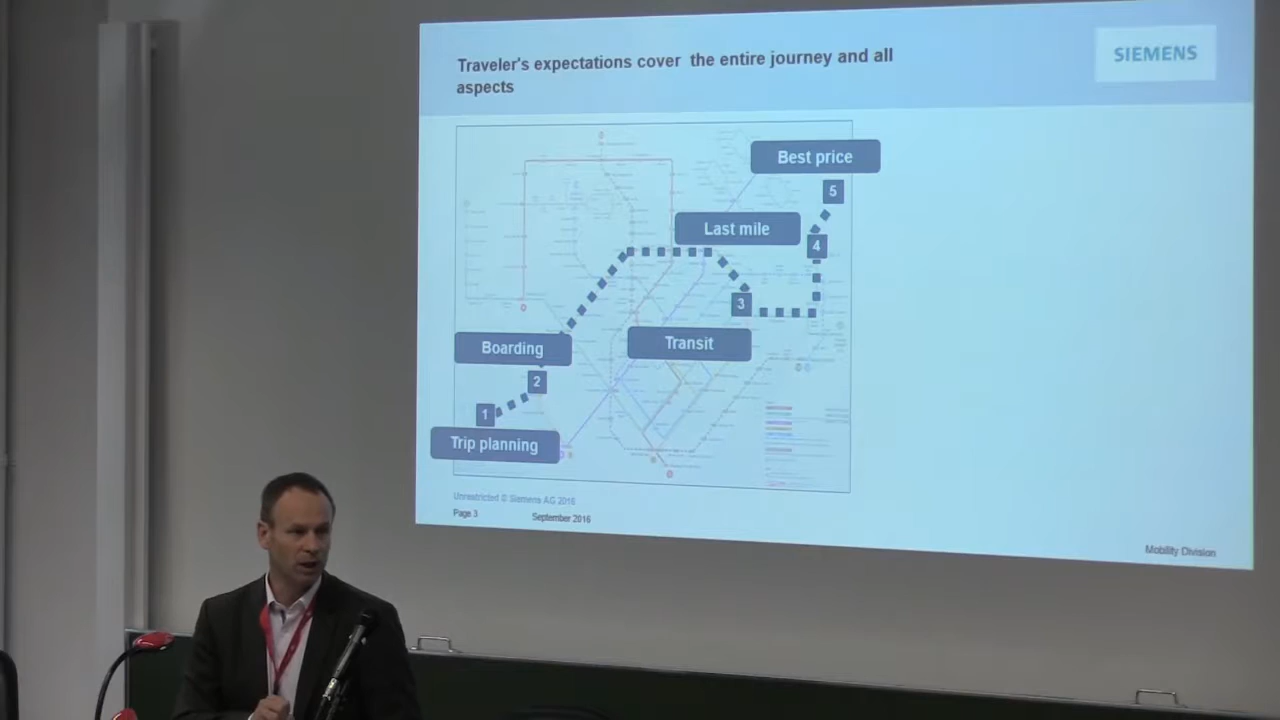 Traveler's expectations cover the entire journey and all
aspects
SIEMENS
Best price
5
Last mile
4
3
Boarding
Transit
2
1
Trip planning
Unrestricted © Siemens AG 2016
Page 3
September 2016
Mobility Division